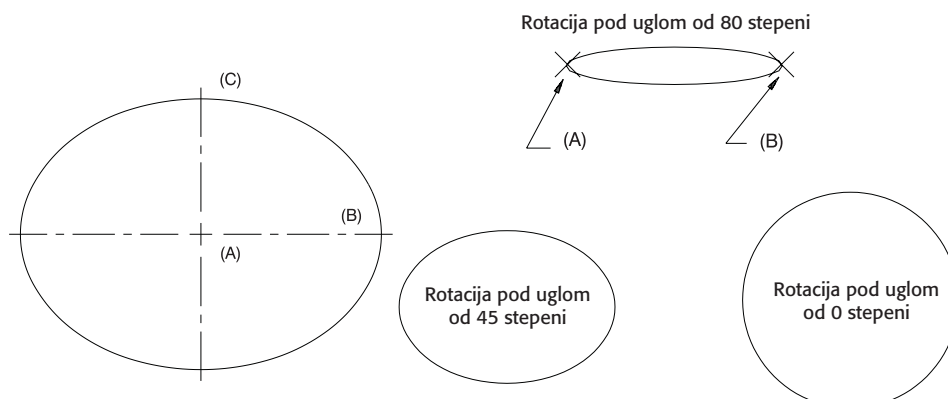 Rotacija pod uglom od 80 stepeni
(C)
(A)
(B)
(B)
(A)
Rotacija pod uglom
od 45 stepeni
Rotacija pod uglom
od 0 stepeni